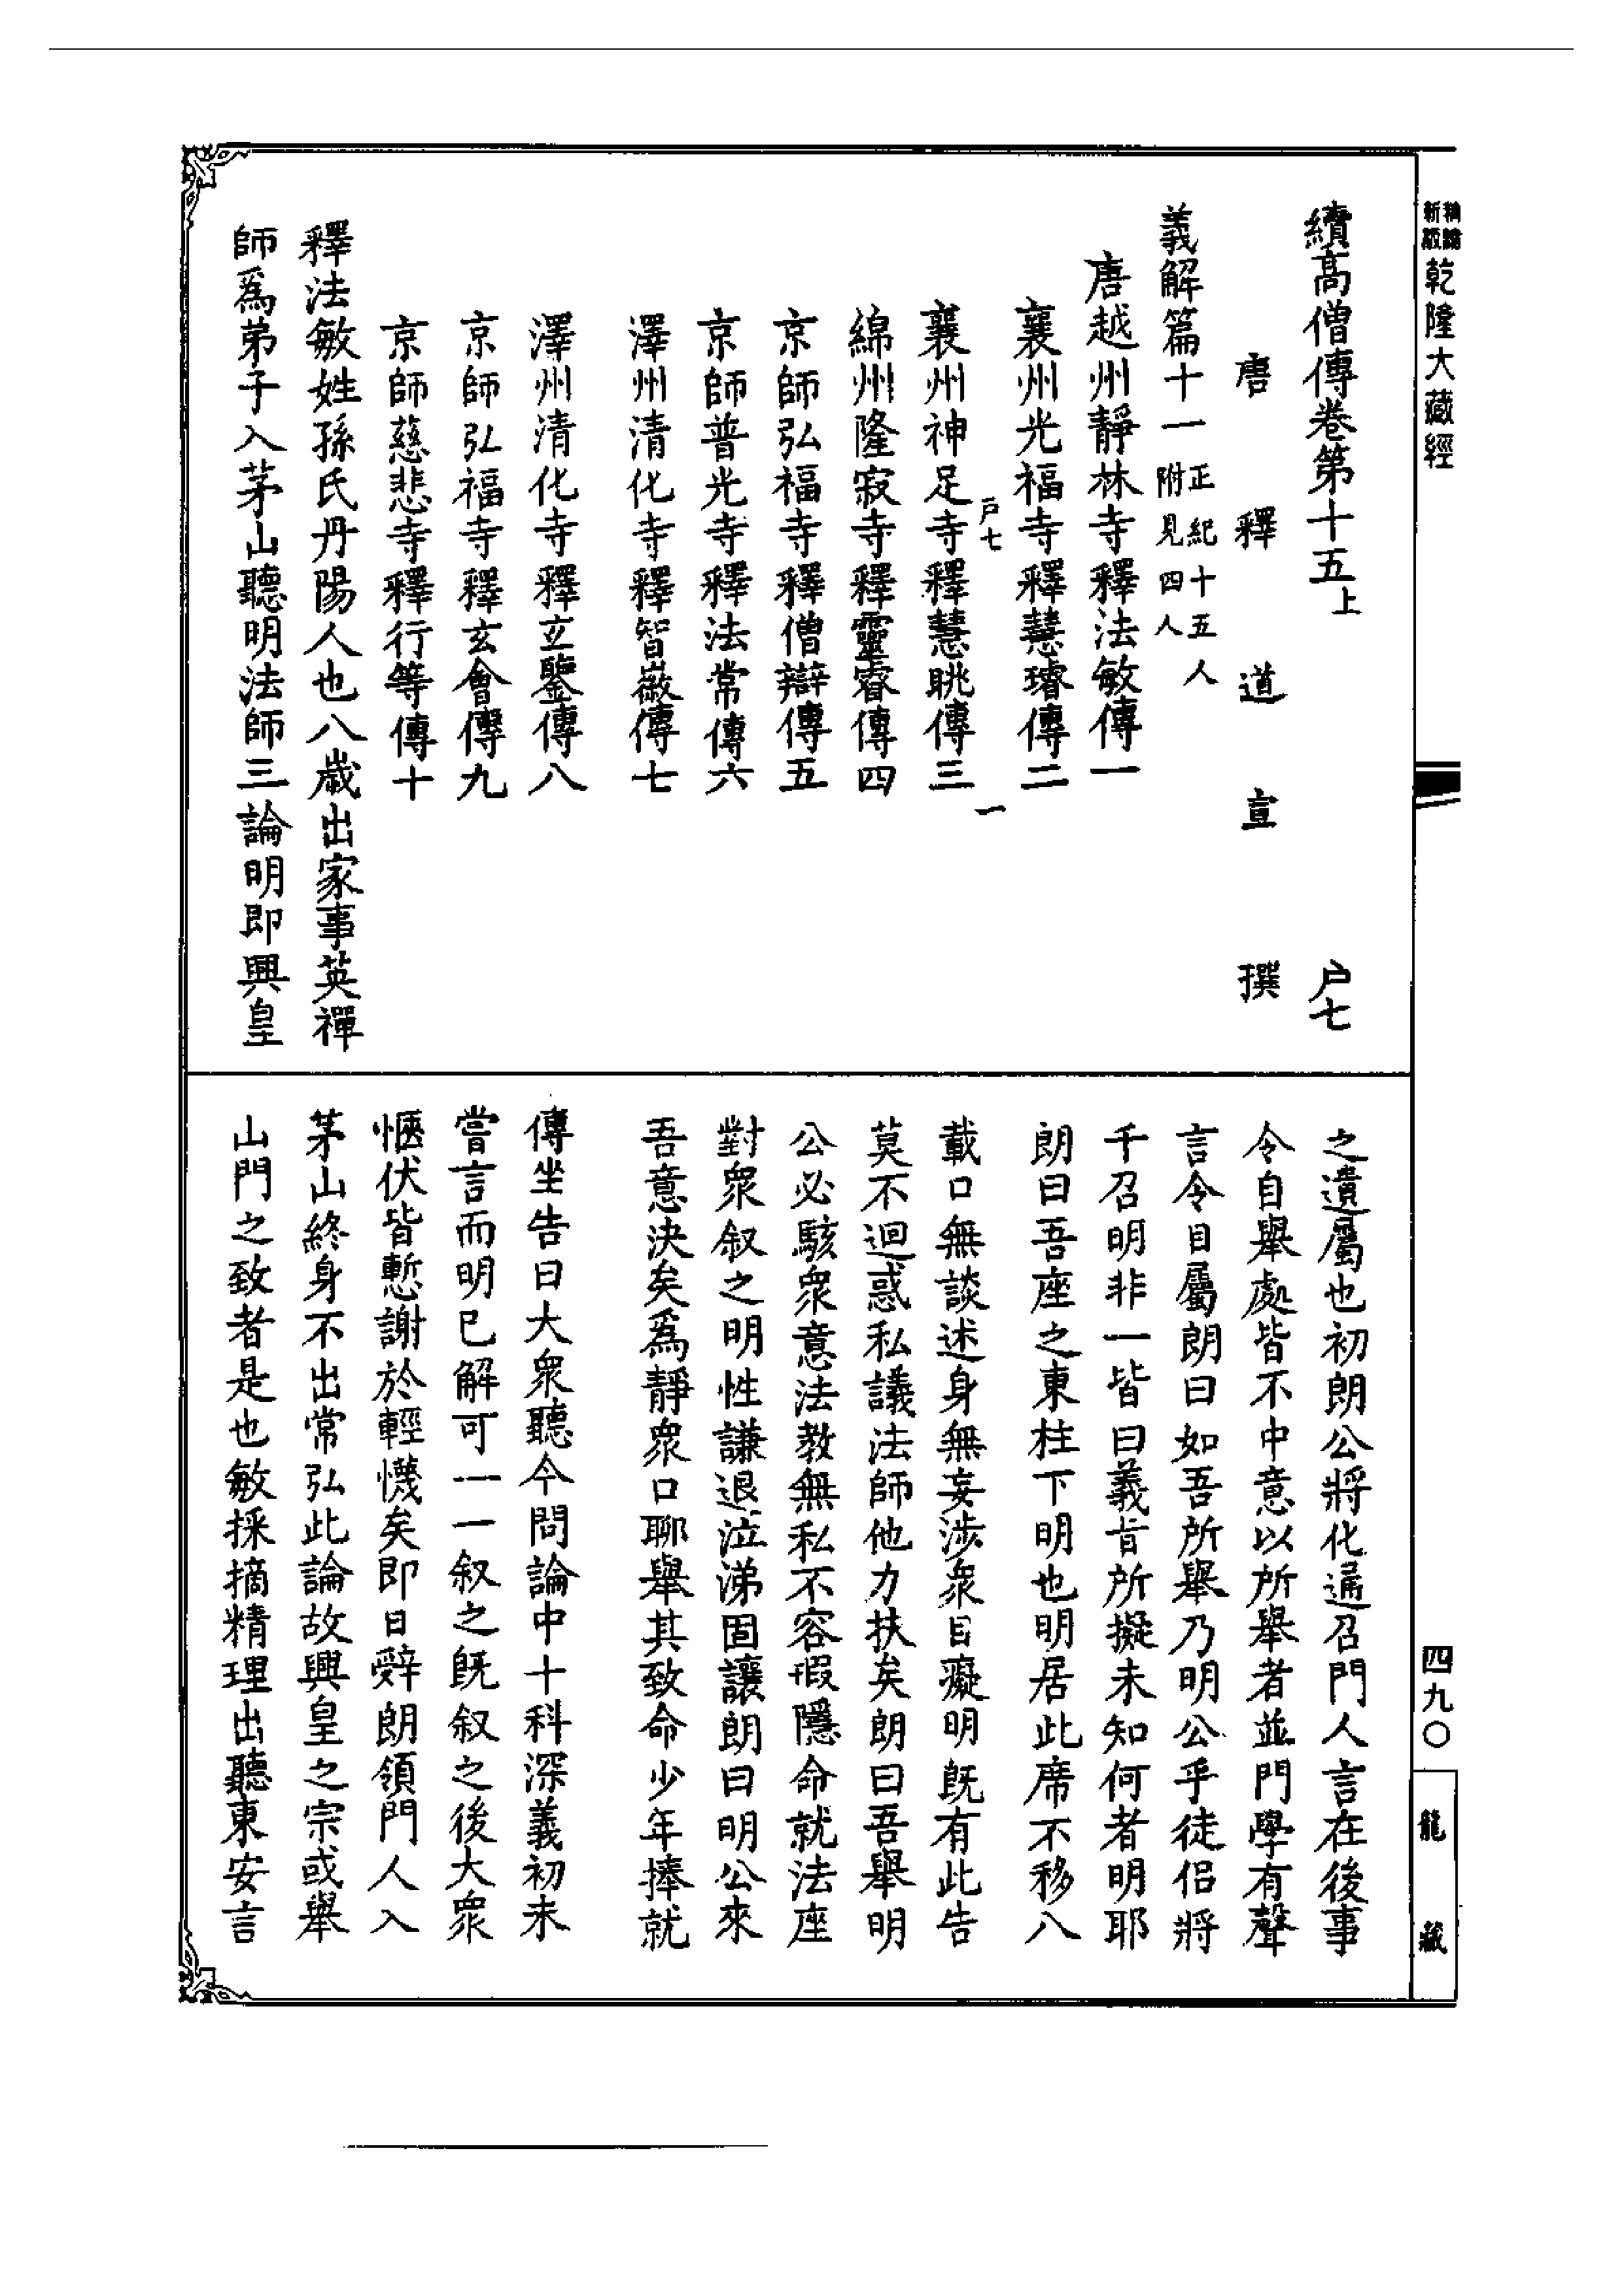 續高僧傳卷第十五上 户七
唐釋道宣撰
義解篇十一正紀十五人附見四人
唐越州靜林寺釋法敏傳一
襄州光福寺釋慧璿傳二
户七 一
襄州神足寺釋慧眺傳三
綿州隆寂寺釋靈睿傳四
京師弘福寺釋僧辯傳五
京師普光寺釋法常傳六
澤州清化寺釋智徽傳七
澤州清化寺釋玄鑒傳八
京師弘福寺釋玄會傳九
京師慈悲寺釋行等傳十
釋法敏姓孫氏丹陽人也八歲出家事英禪
師爲弟子入茅山聽明法師三論明即興皇
之遺屬也初朗公將化遍召門人言在後事
令自舉處皆不中意以所舉者並門學有聲
言令自屬朗曰如吾所舉乃明公乎徒侶將
千召明非一皆曰義旨所擬未知何者明耶
朗曰吾座之東柱下明也明居此席不移八
載口無談述身無妄涉衆目癡明既有此告
莫不迴惑私議法師他力扶矣朗曰吾舉明
公必駭衆意法教無私不容瑕隱命就法座
對衆叙之明性謙退泣涕固讓朗曰明公來
吾意決矣爲靜衆口聊舉其致命少年捧就
傳坐告曰大衆聽今問論中十科深義初未
嘗言而明已解可一一叙之既叙之後大衆
愜伏皆慙謝於輕懱矣即日辭朗領門人入
茅山終身不出常弘此論故興皇之宗或舉
山門之致者是也敏採摘精理出聽東安言
乾隆大藏經
四九〇
龍藏